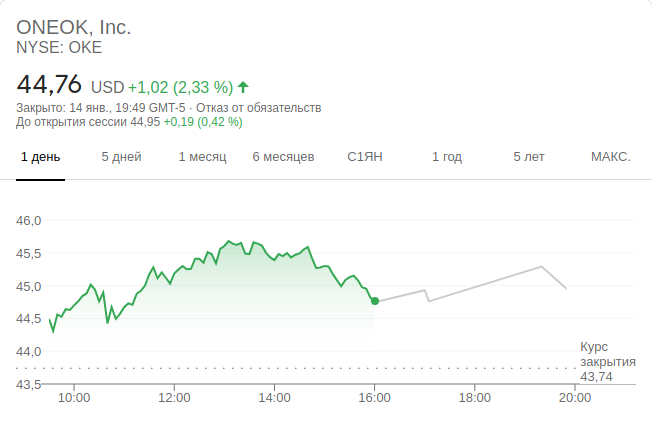 ONEOK, Inc.
NYSE: OKE
44,76 USD +1,02 (2,33 %)
Закрыто: 14 янв., 19:49 GMT-5 · Отказ от обязательств
До открытия сессии 44,95 +0,19 (0,42 %)
1 день 5 дней 1 месяц 6 месяцев С1ЯН 1 год 5 лет МАКС.
46,0
45,5
45,0
44,5
44,0
43,5
Курс
закрытия
43,74
10:00 12:00 14:00 16:00 18:00 20:00